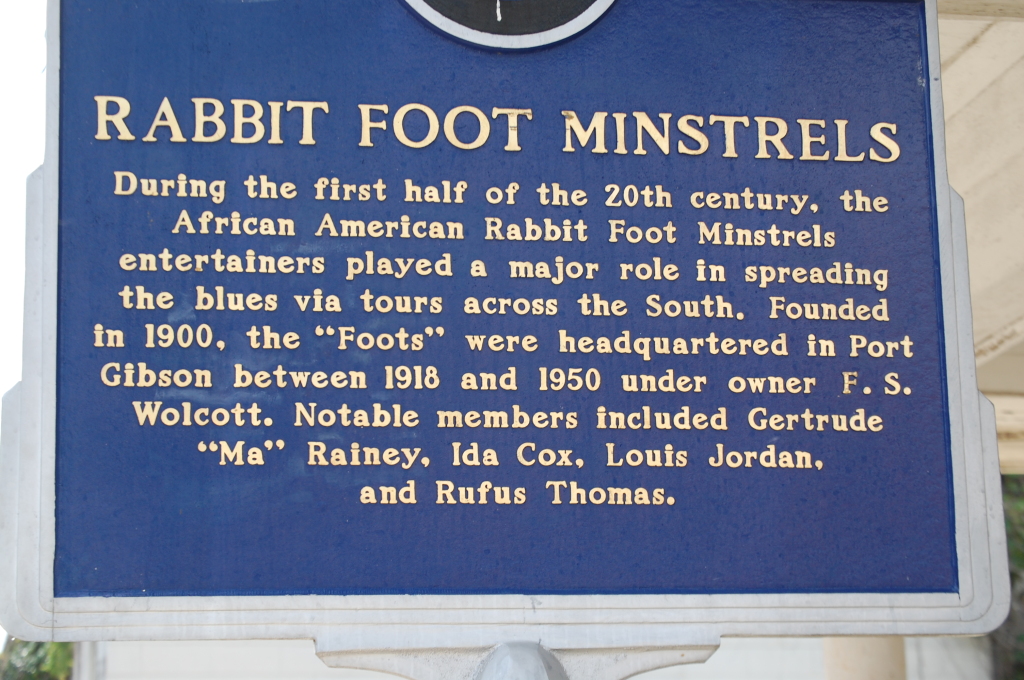 RABBIT FOOT MINSTRELS
During the first half of the 20th century, the
African American Rabbit Foot Minstrels
entertainers played a major role in spreading
the blues via tours across the South. Founded
in 1900, the “Foots” were headquartered in Port
Gibson between 1918 and 1950 under owner F. S.
Wolcott. Notable members included Gertrude
“Ma” Rainey, Ida Cox, Louis Jordan,
and Rufus Thomas.